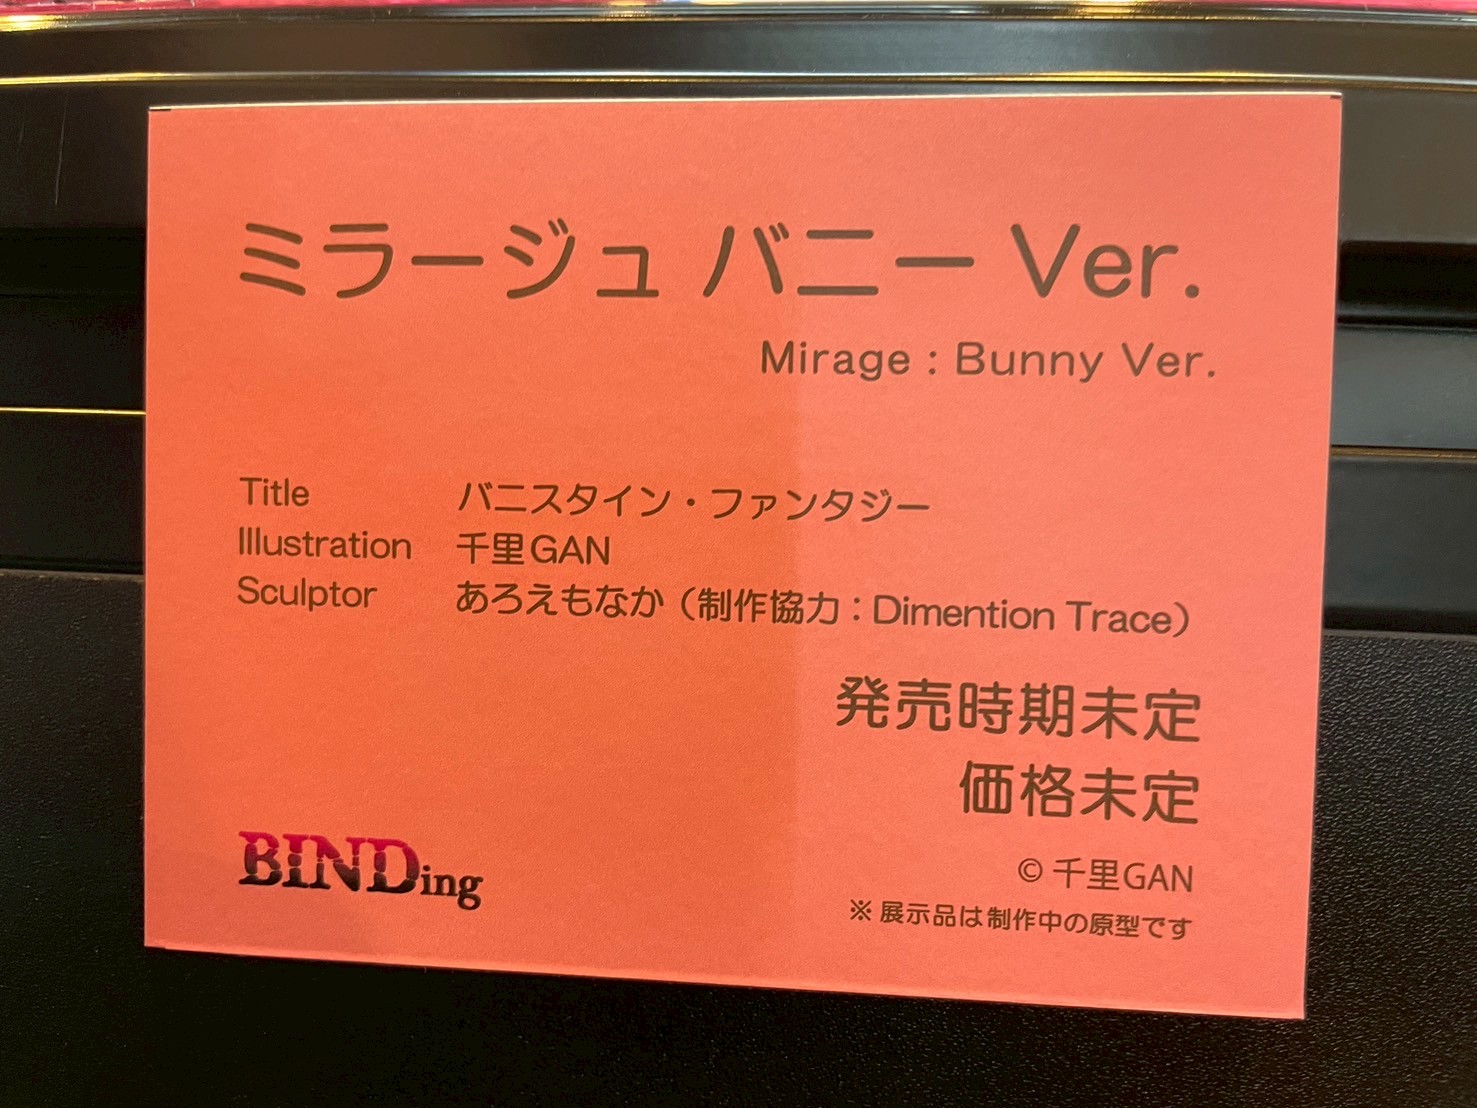 ミラージュ バニー Ver.
Mirage : Bunny Ver.
Title バニスタイン・ファンタジー
Illustration 千里GAN
Sculptor あろえもなか（制作協力：Dimention Trace）
発売時期未定
価格未定
BINDing
© 千里GAN
※ 展示品は制作中の原型です